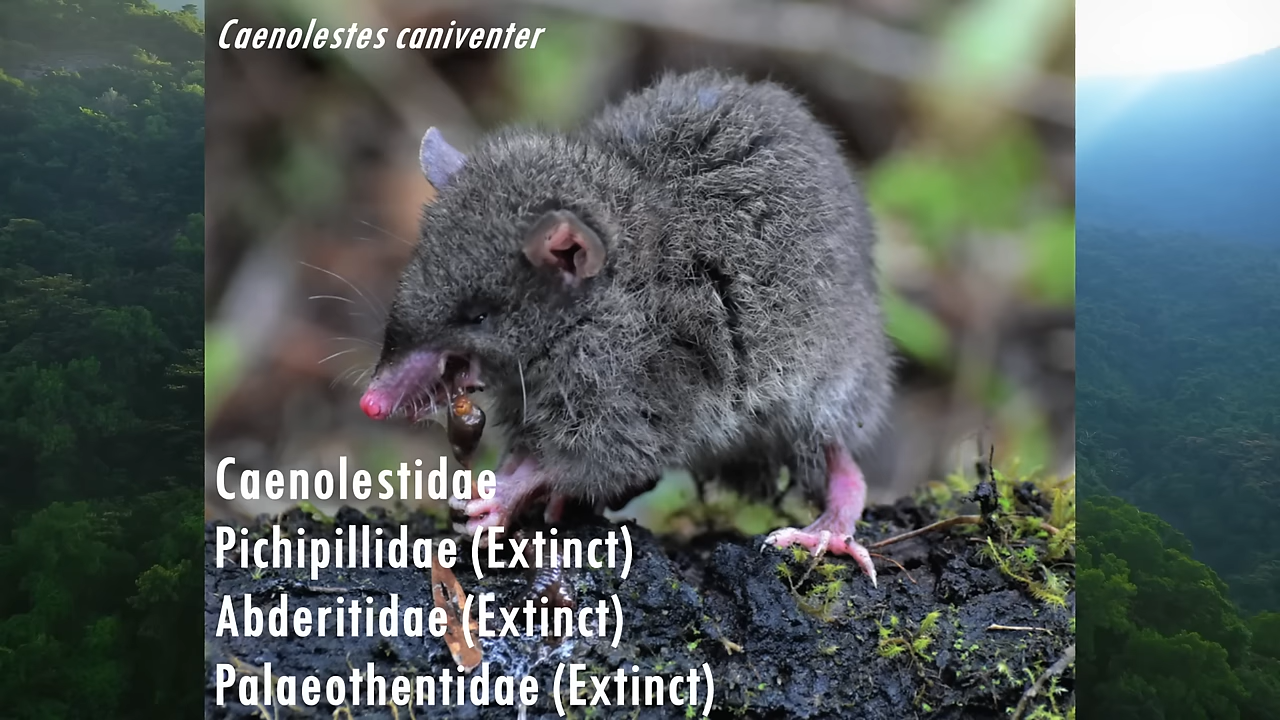 Caenolestes caniventer
Caenolestidae
Pichipillidae (Extinct)
Abderitidae (Extinct)
Palaeothentidae (Extinct)